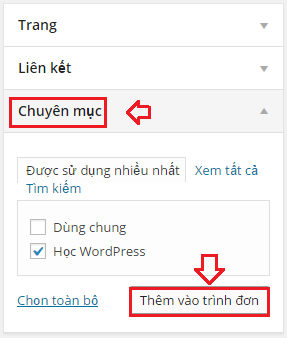 Trang
Liên kết
Chuyên mục
Được sử dụng nhiều nhất Xem tất cả
Tìm kiếm
Dùng chung
Học WordPress
Chọn toàn bộ Thêm vào trình đơn